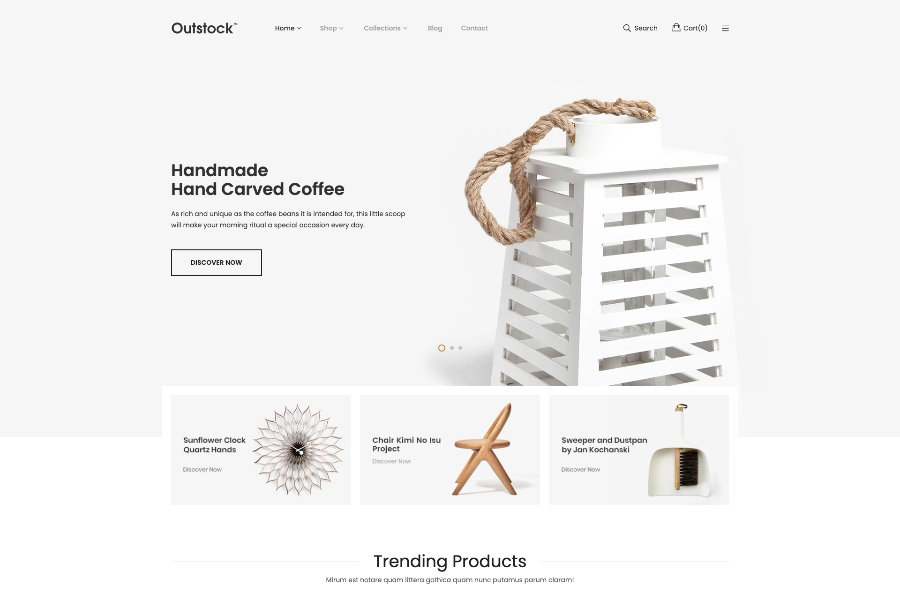 Outstock™
Home
Shop
Collections
Blog
Contact
Search
Cart(0)
Handmade
Hand Carved Coffee
As rich and unique as the coffee beans it is intended for, this little scoop
will make your morning ritual a special occasion every day.
DISCOVER NOW
Sunflower Clock
Quartz Hands
Discover Now
Chair Kimi No Isu
Project
Discover Now
Sweeper and Dustpan
by Jan Kochanski
Discover Now
Trending Products
Mirum est notare quam littera gothica quam nunc putamus parum claram!